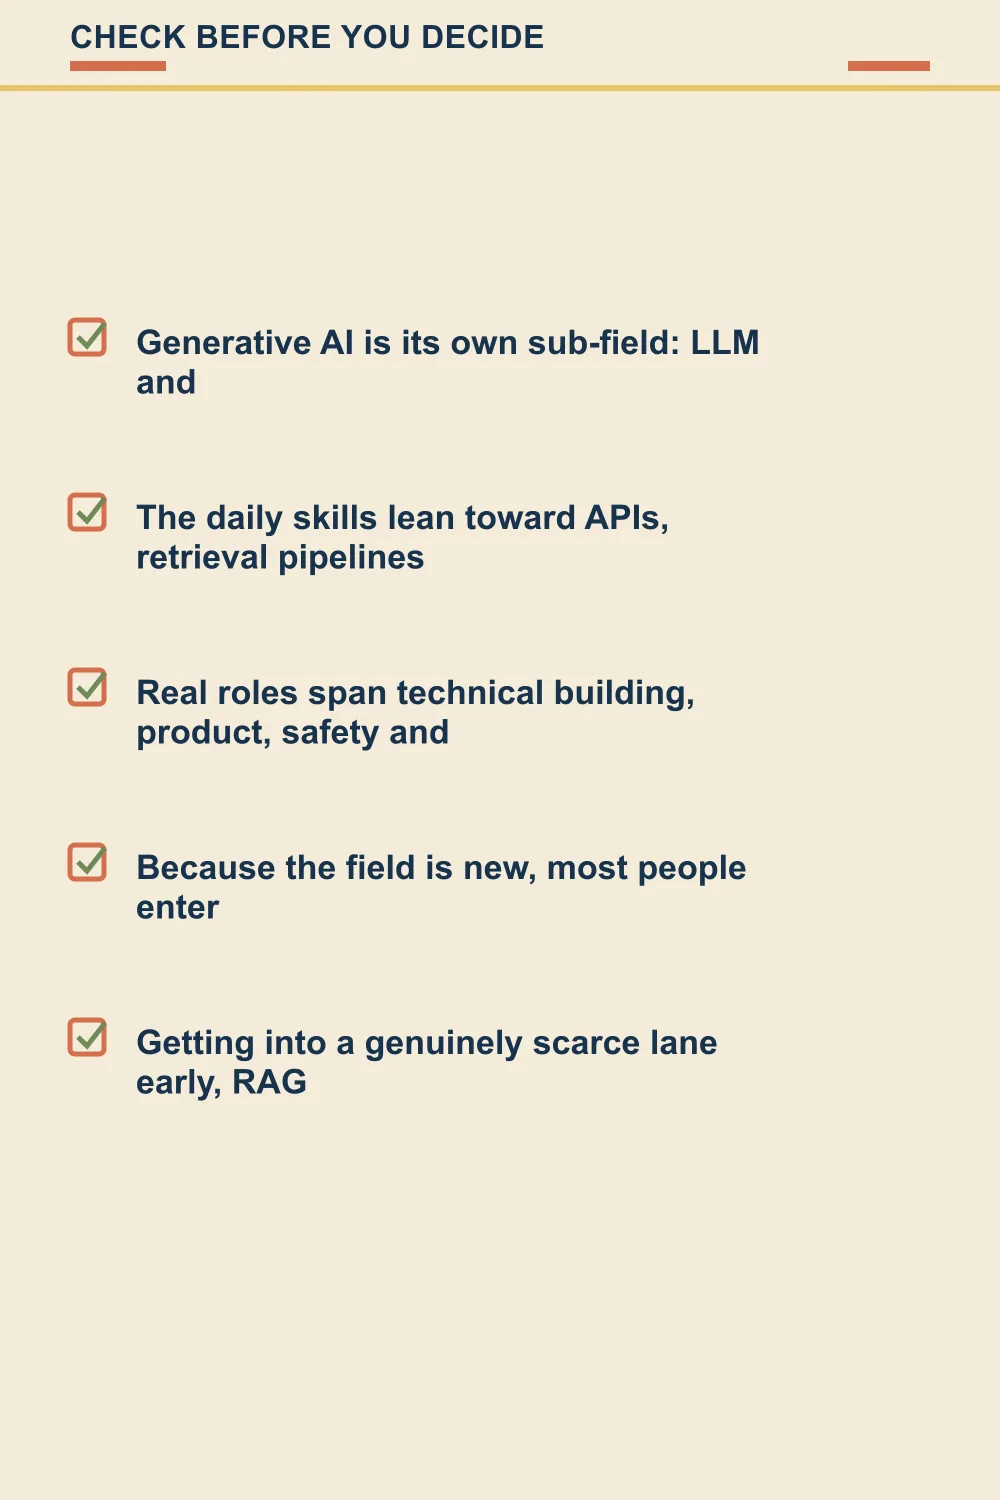 CHECK BEFORE YOU DECIDE
Generative AI is its own sub-field: LLM
and
The daily skills lean toward APIs,
retrieval pipelines
Real roles span technical building,
product, safety and
Because the field is new, most people
enter
Getting into a genuinely scarce lane
early, RAG